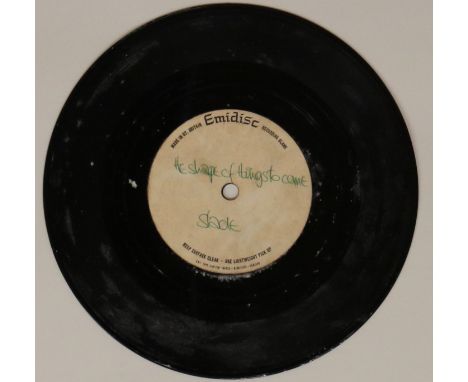 Emidisc
MADE IN GT. BRITAIN
RECORDING BLANK
the shape of things to come
Slade
KEEP SURFACE CLEAN - USE LIGHTWEIGHT PICK UP